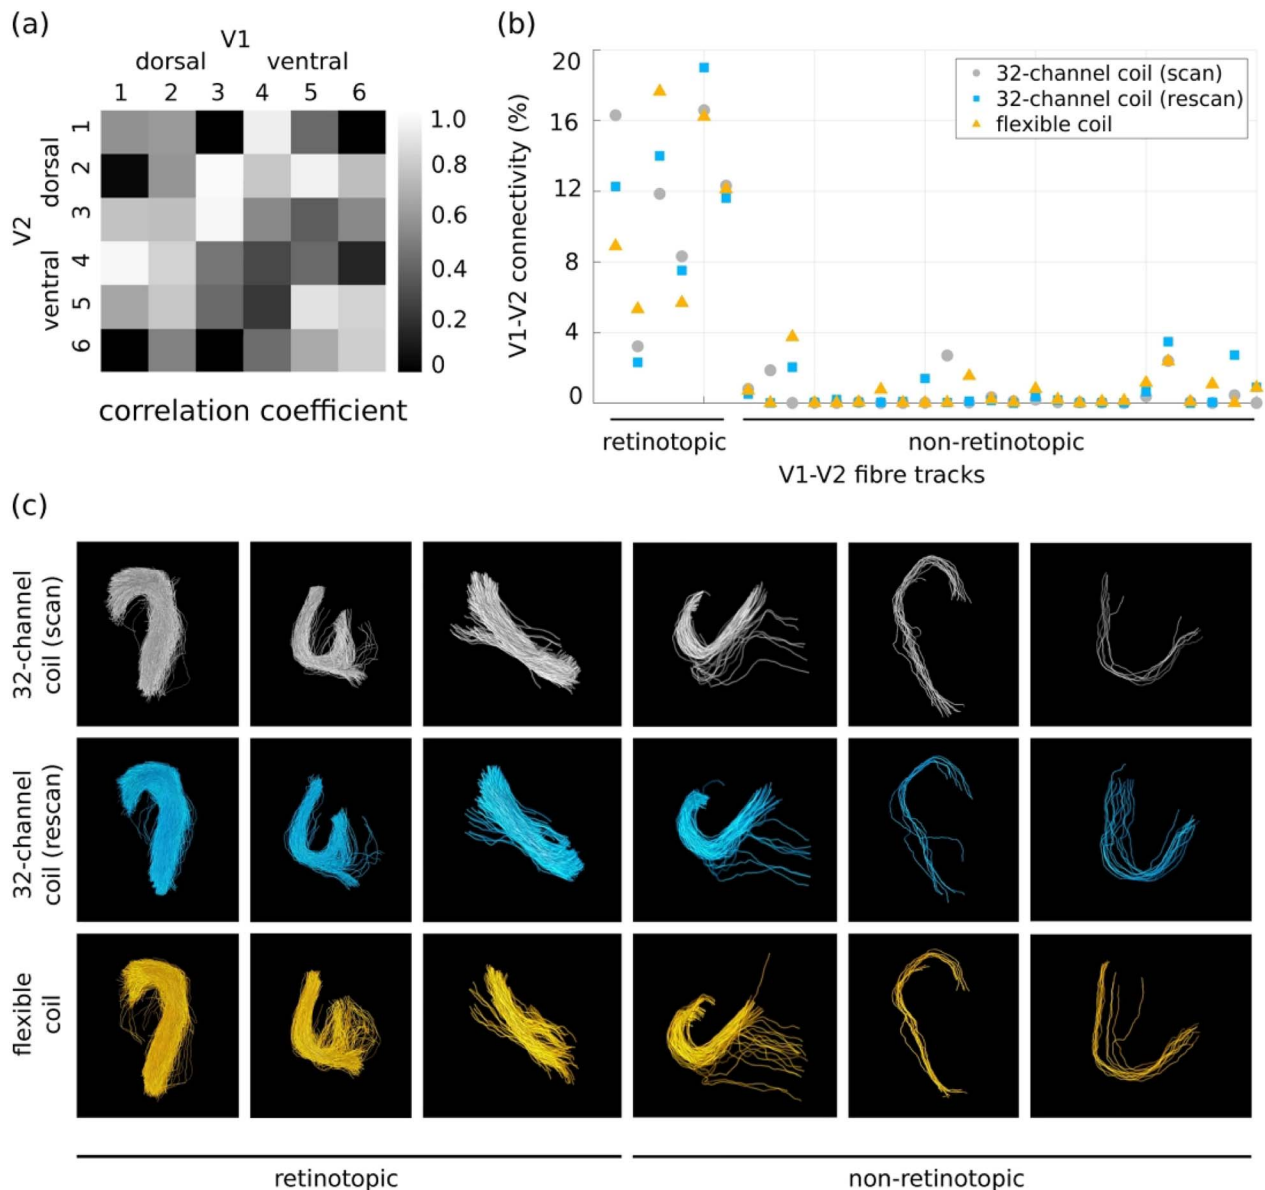 (a)
V1
dorsal ventral
1 2 3 4 5 6
V2
dorsal
ventral
1
2
3
4
5
6
1.0
0.8
0.6
0.4
0.2
0
correlation coefficient
(b)
V1-V2 connectivity (%)
20
16
12
8
4
0
32-channel coil (scan)
32-channel coil (rescan)
flexible coil
retinotopic non-retinotopic
V1-V2 fibre tracks
(c)
32-channel
coil (scan)
32-channel
coil (rescan)
flexible
coil
retinotopic non-retinotopic